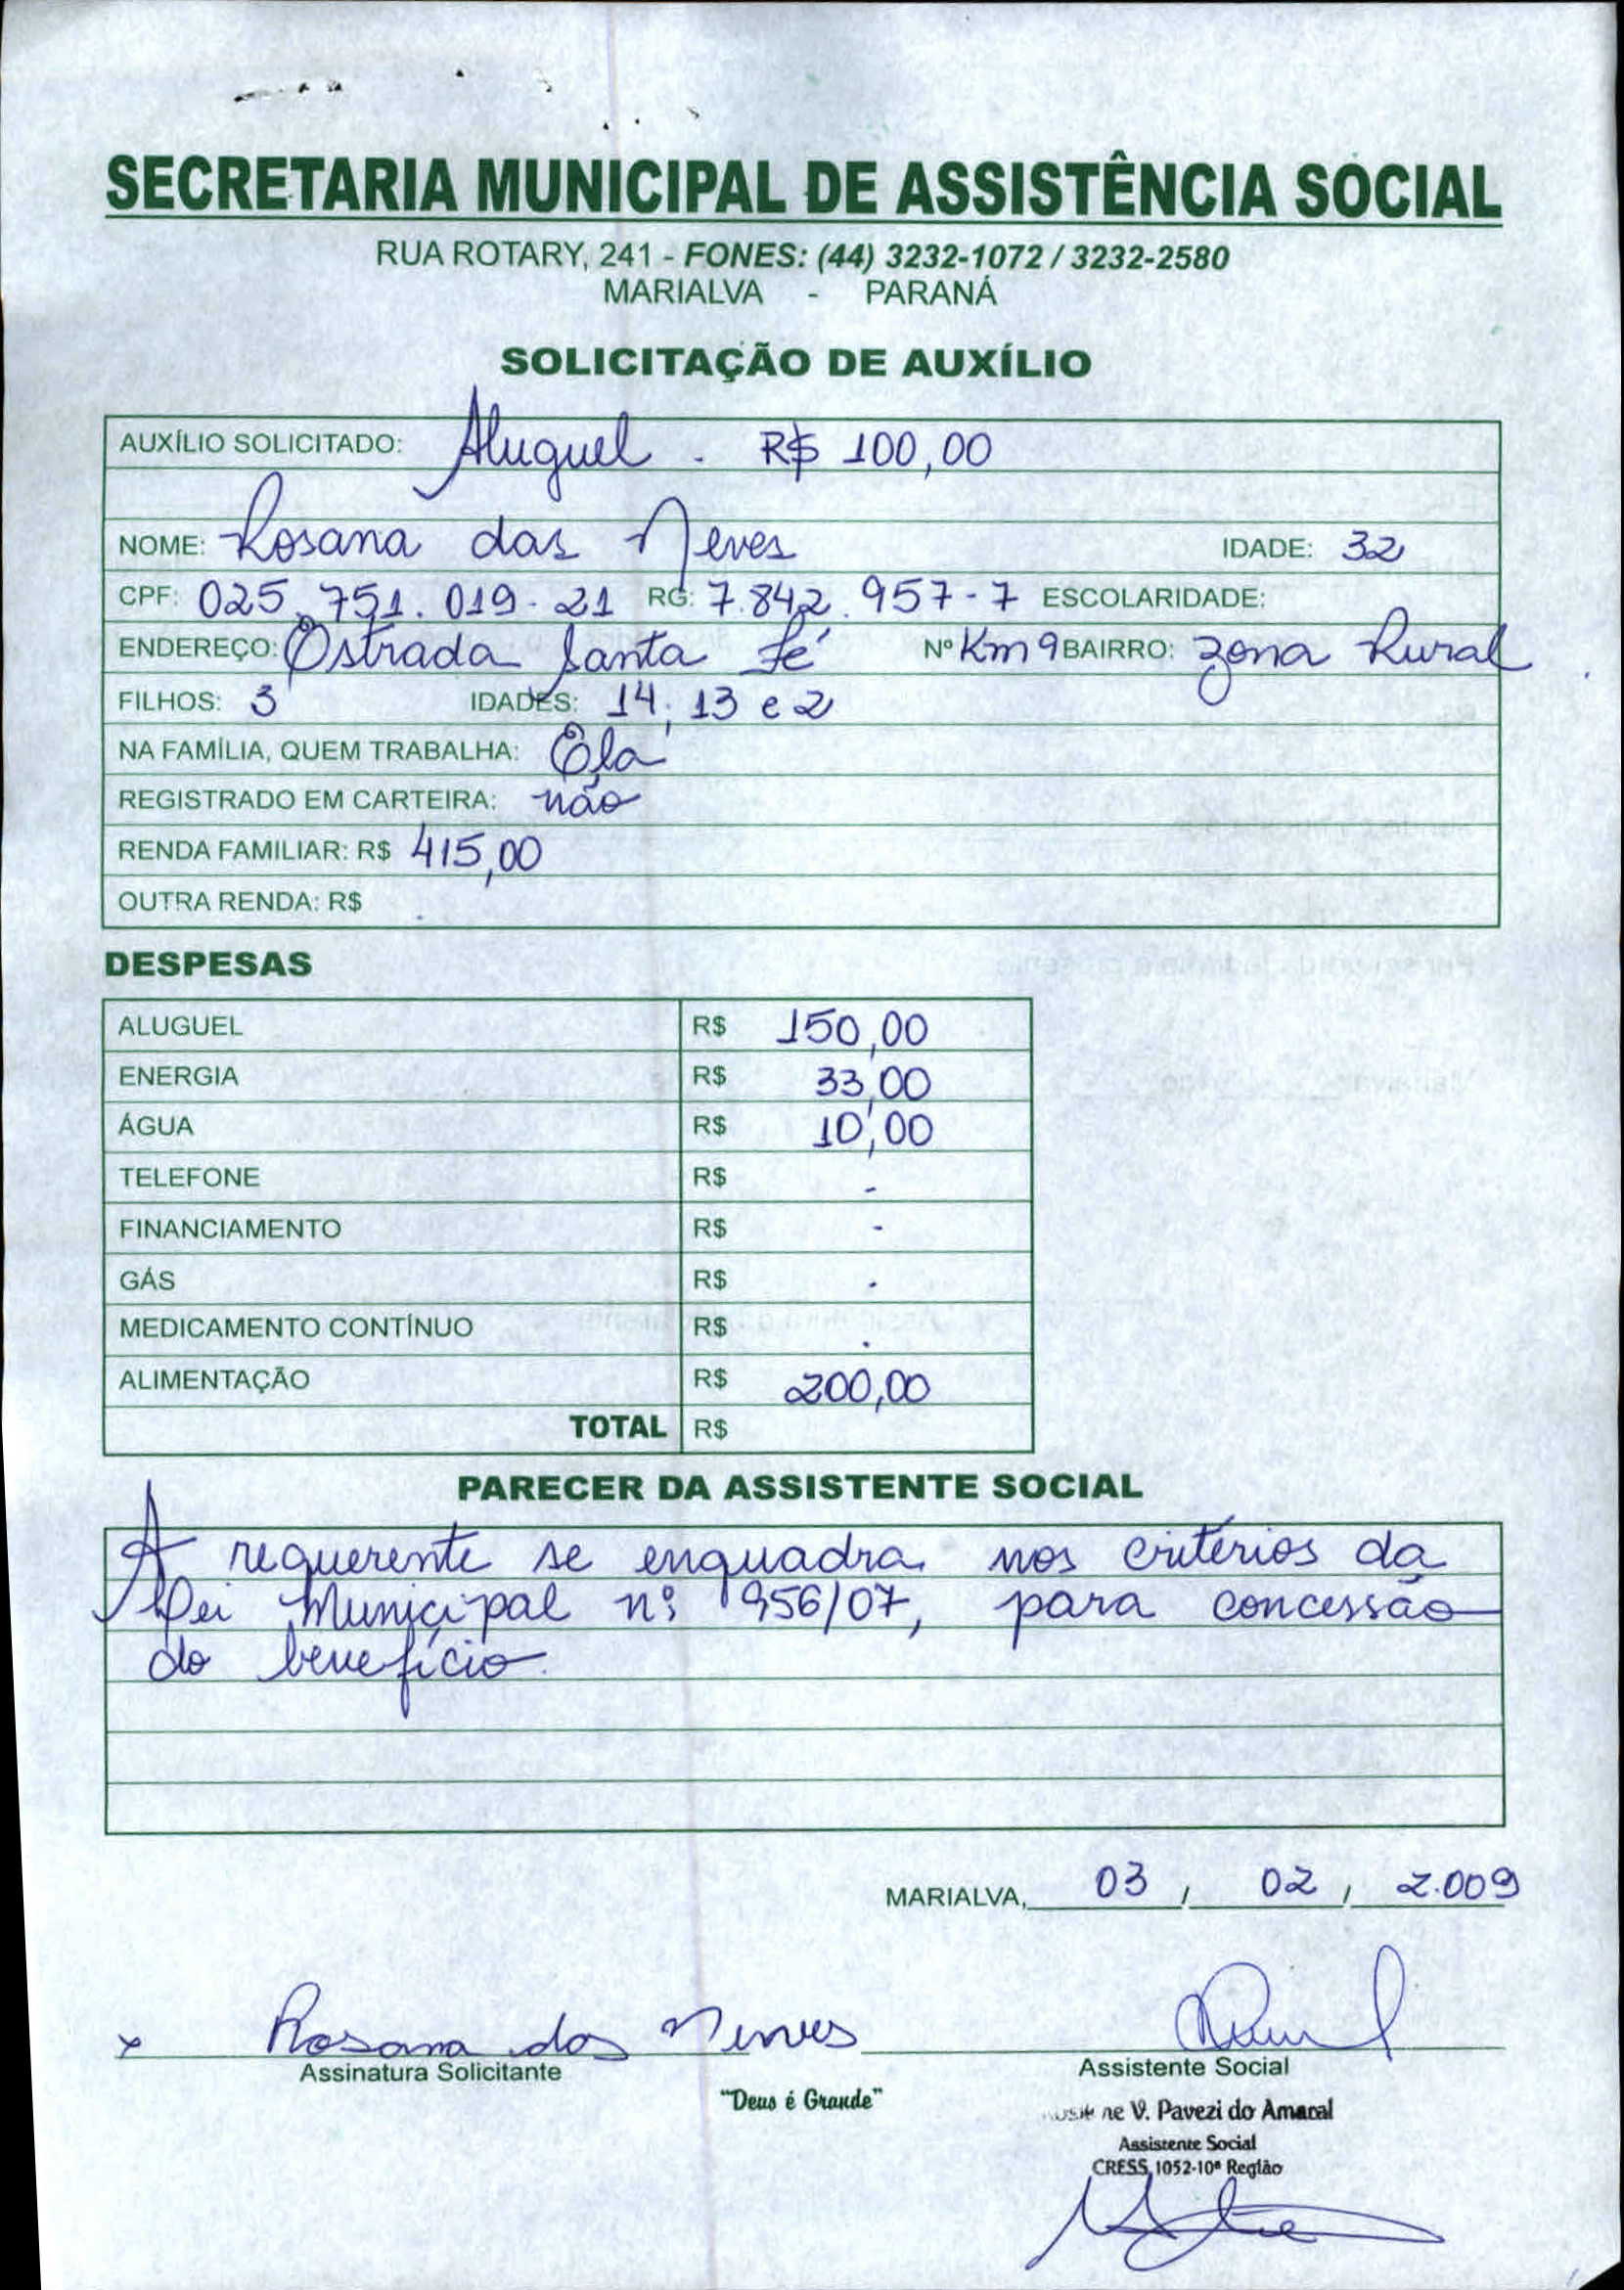 SECRETARIA MUNICIPAL DE ASSISTÊNCIA SOCIAL
RUA ROTARY, 241 - FONES: (44) 3232-1072 / 3232-2580
MARIALVA - PARANÁ
SOLICITAÇÃO DE AUXÍLIO
AUXÍLIO SOLICITADO: Aluguel - R$ 100,00
NOME: Rosana das Neves IDADE: 32
CPF: 025.751.019-21 RG: 7.842.957-7 ESCOLARIDADE:
ENDEREÇO: Estrada Santa Fé Nº Km 9 BAIRRO: Zona Rural
FILHOS: 3 IDADES: 14, 13 e 2
NA FAMÍLIA, QUEM TRABALHA: Ela
REGISTRADO EM CARTEIRA: não
RENDA FAMILIAR: R$ 415,00
OUTRA RENDA: R$
DESPESAS
ALUGUEL R$ 150,00
ENERGIA R$ 33,00
ÁGUA R$ 10,00
TELEFONE R$ -
FINANCIAMENTO R$ -
GÁS R$ -
MEDICAMENTO CONTÍNUO R$ .
ALIMENTAÇÃO R$ 200,00
TOTAL R$
PARECER DA ASSISTENTE SOCIAL
A requerente se enquadra nos critérios da
Lei Municipal nº 956/07, para concessão
do benefício.
MARIALVA, 03 / 02 / 2.009
x Rosana das Neves
Assinatura Solicitante Assistente Social
"Deus é Grande"
ne V. Pavezi do Amaral
Assistente Social
CRESS 1052-10ª Região